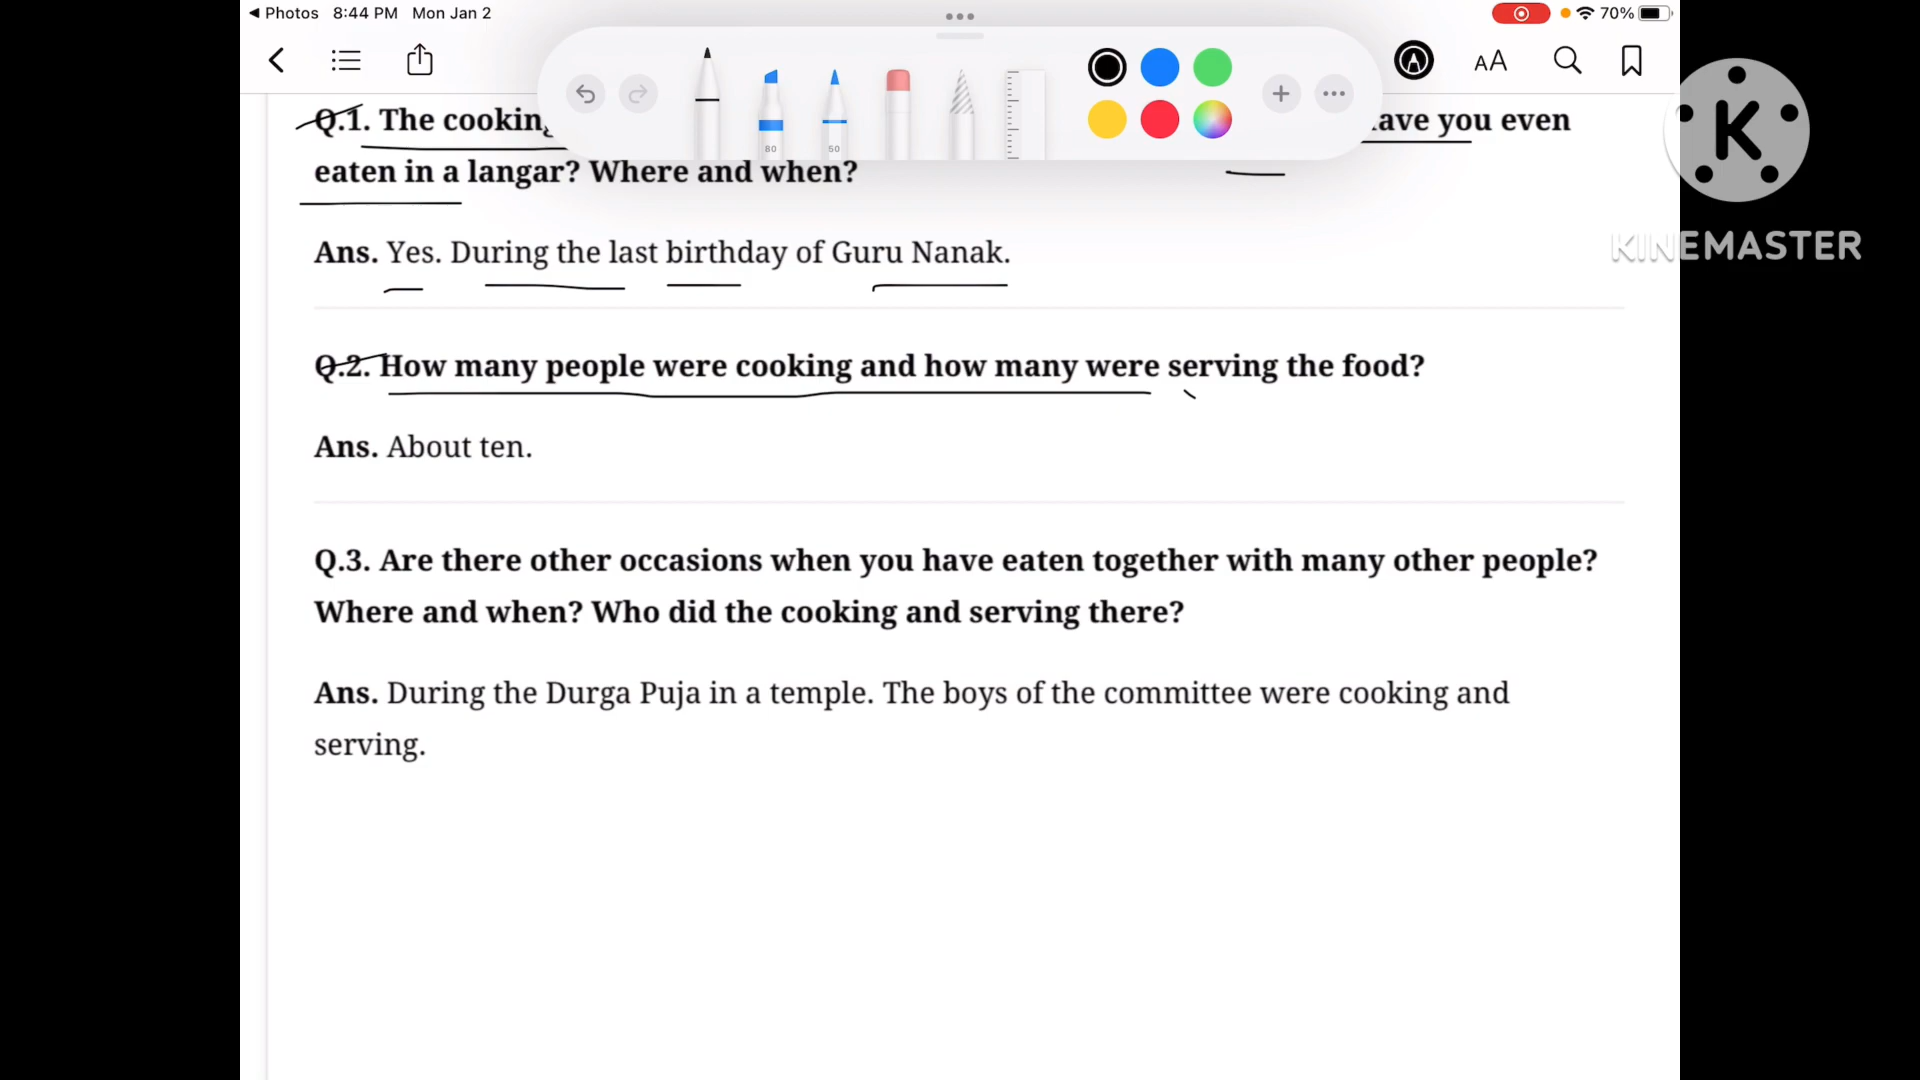 Photos 8:44 PM Mon Jan 2 70%
AA
80 50
Q.1. The cooking ave you even
eaten in a langar? Where and when?
K
KINEMASTER
Ans. Yes. During the last birthday of Guru Nanak.
Q.2. How many people were cooking and how many were serving the food?
Ans. About ten.
Q.3. Are there other occasions when you have eaten together with many other people?
Where and when? Who did the cooking and serving there?
Ans. During the Durga Puja in a temple. The boys of the committee were cooking and
serving.